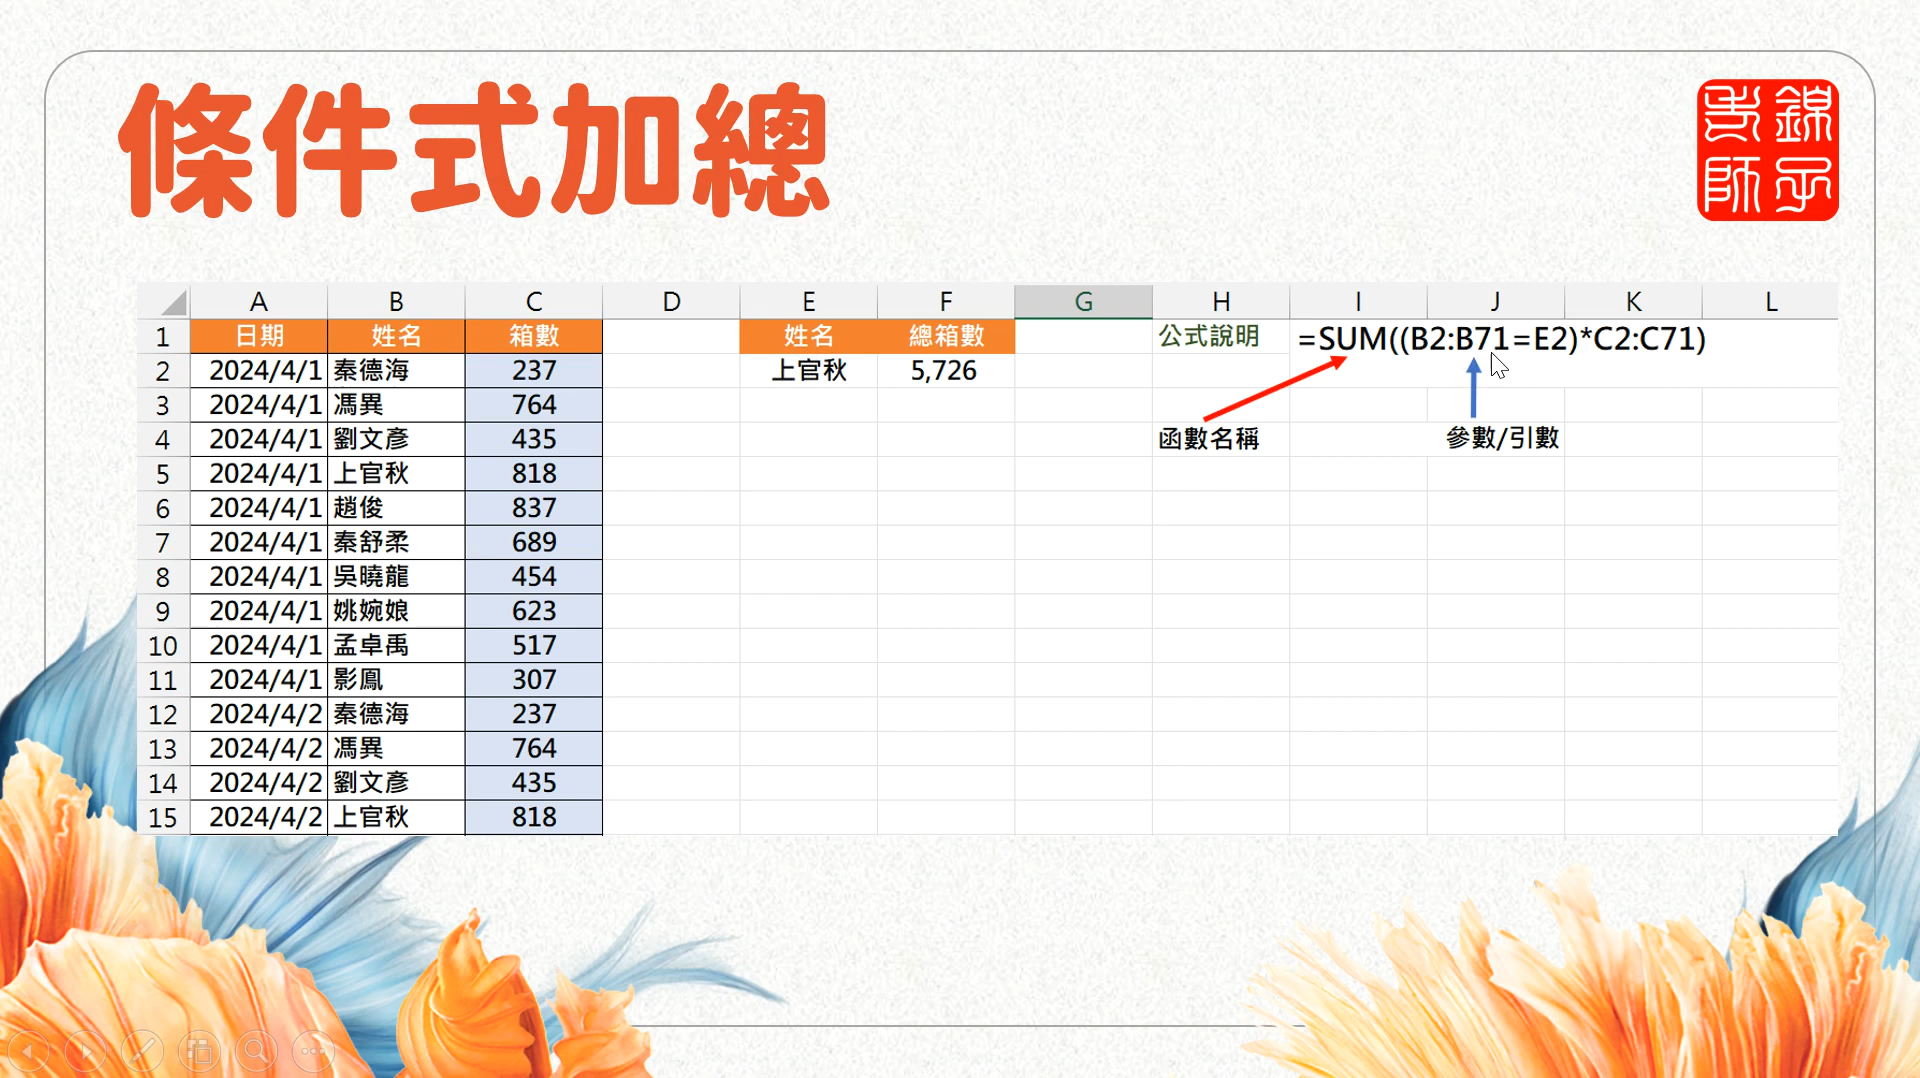 條件式加總
錦子老師
A B C D E F G H I J K L
1 日期 姓名 箱數 姓名 總箱數 公式說明 =SUM((B2:B71=E2)*C2:C71)
2 2024/4/1 秦德海 237 上官秋 5,726
3 2024/4/1 馮異 764
4 2024/4/1 劉文彥 435 函數名稱 參數/引數
5 2024/4/1 上官秋 818
6 2024/4/1 趙俊 837
7 2024/4/1 秦舒柔 689
8 2024/4/1 吳曉龍 454
9 2024/4/1 姚婉娘 623
10 2024/4/1 孟卓禹 517
11 2024/4/1 影鳳 307
12 2024/4/2 秦德海 237
13 2024/4/2 馮異 764
14 2024/4/2 劉文彥 435
15 2024/4/2 上官秋 818